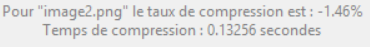 Pour "image2.png" le taux de compression est : -1.46%
Temps de compression : 0.13256 secondes